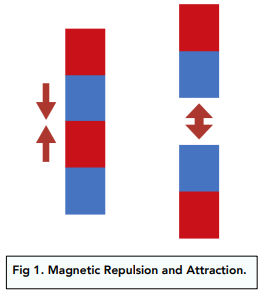 Fig 1. Magnetic Repulsion and Attraction.